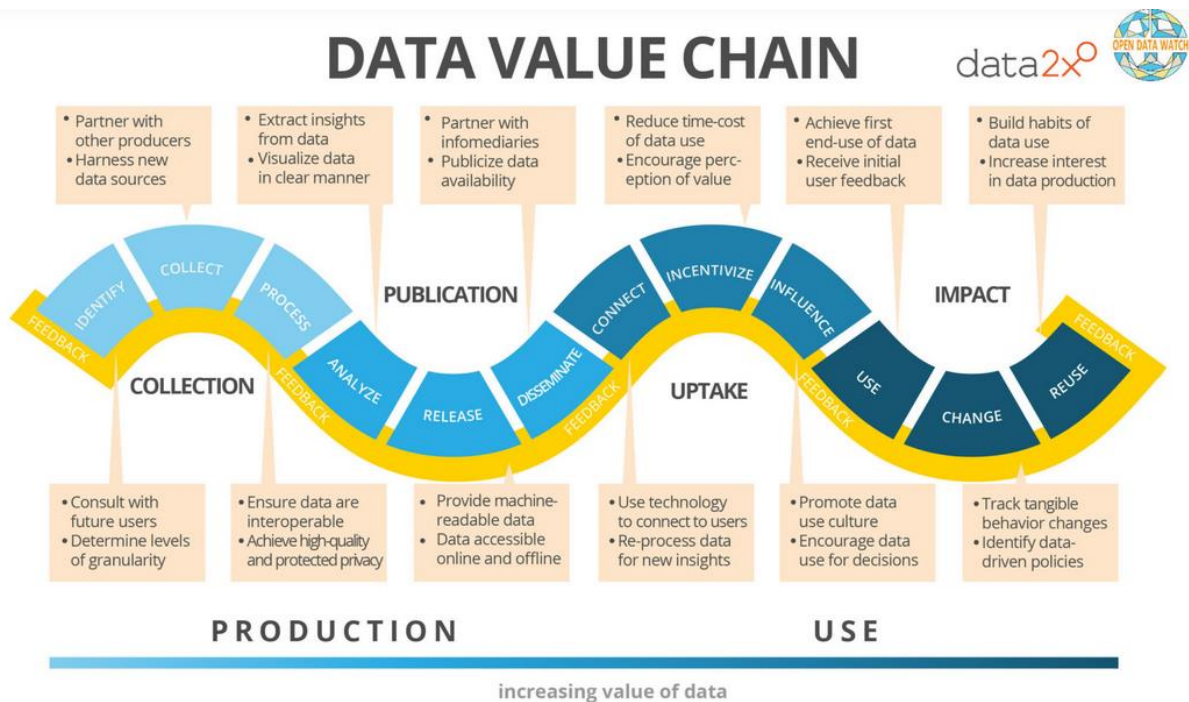 DATA VALUE CHAIN
data2x
OPEN DATA WATCH
• Partner with
other producers
• Harness new
data sources
• Extract insights
from data
• Visualize data
in clear manner
• Partner with
infomediaries
• Publicize data
availability
• Reduce time-cost
of data use
• Encourage perc-
eption of value
• Achieve first
end-use of data
• Receive initial
user feedback
• Build habits of
data use
• Increase interest
in data production
FEEDBACK
IDENTIFY
COLLECT
PROCESS
COLLECTION
FEEDBACK
ANALYZE
RELEASE
DISSEMINATE
PUBLICATION
FEEDBACK
CONNECT
INCENTIVIZE
INFLUENCE
UPTAKE
FEEDBACK
USE
CHANGE
REUSE
IMPACT
FEEDBACK
• Consult with
future users
• Determine levels
of granularity
• Ensure data are
interoperable
• Achieve high-quality
and protected privacy
• Provide machine-
readable data
• Data accessible
online and offline
• Use technology
to connect to users
• Re-process data
for new insights
• Promote data
use culture
• Encourage data
use for decisions
• Track tangible
behavior changes
• Identify data-
driven policies
PRODUCTION
USE
increasing value of data